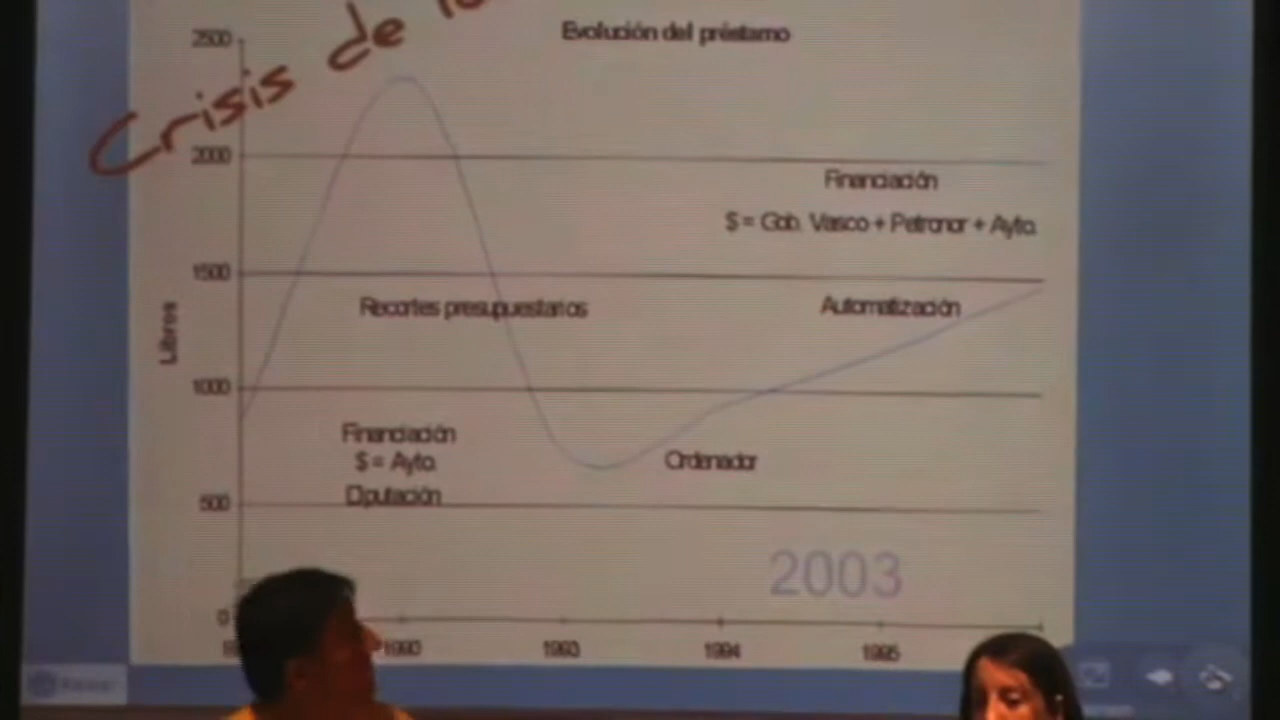 Crisis de
Evolución del préstamo
2500
2000
Financiación
$ = Gob. Vasco + Petronor + Ayto.
1500
Recortes presupuestarios
Automatización
Libros
1000
Financiación
$ = Ayto.
Diputación
Ordenador
500
2003
0
1990
1993
1994
1995